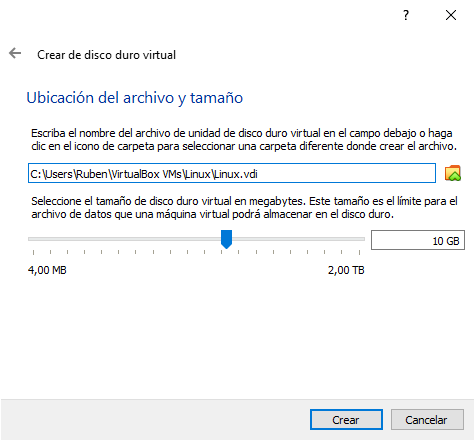 ?
Crear de disco duro virtual
Ubicación del archivo y tamaño
Escriba el nombre del archivo de unidad de disco duro virtual en el campo debajo o haga
clic en el icono de carpeta para seleccionar una carpeta diferente donde crear el archivo.
C:\Users\Ruben\VirtualBox VMs\Linux\Linux.vdi
Seleccione el tamaño de disco duro virtual en megabytes. Este tamaño es el límite para el
archivo de datos que una máquina virtual podrá almacenar en el disco duro.
10 GB
4,00 MB 2,00 TB
Crear Cancelar